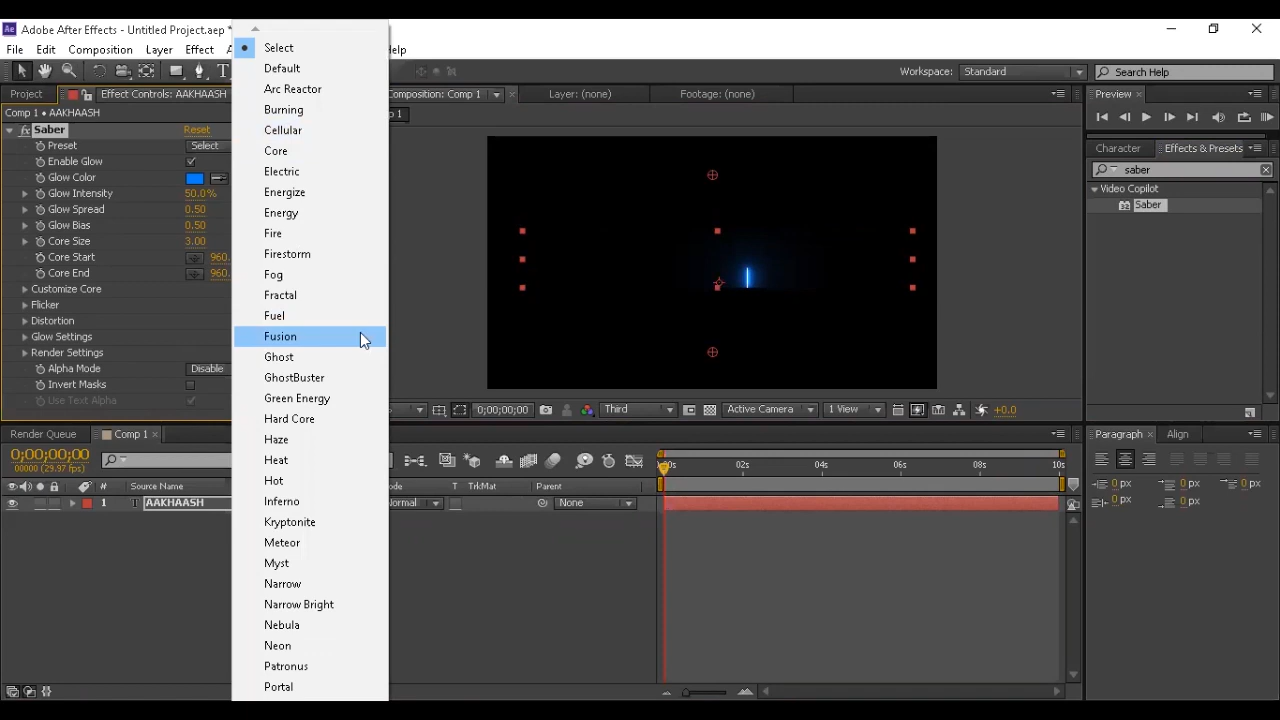 Adobe After Effects - Untitled Project.aep *
File Edit Composition Layer Effect
Workspace: Standard Search Help
Project Effect Controls: AAKHAASH
Composition: Comp 1 Layer: (none) Footage: (none) Preview
Comp 1 • AAKHAASH
fx Saber Reset
Preset Select
Enable Glow
Glow Color
Glow Intensity 50.0%
Glow Spread 0.50
Glow Bias 0.50
Core Size 3.00
Core Start 960.
Core End 960.
Customize Core
Flicker
Distortion
Glow Settings
Render Settings
Alpha Mode Disable
Invert Masks
Use Text Alpha
Select
Default
Arc Reactor
Burning
Cellular
Core
Electric
Energize
Energy
Fire
Firestorm
Fog
Fractal
Fuel
Fusion
Ghost
GhostBuster
Green Energy
Hard Core
Haze
Heat
Hot
Inferno
Kryptonite
Meteor
Myst
Narrow
Narrow Bright
Nebula
Neon
Patronus
Portal
Character Effects & Presets
saber
Video Copilot
32 Saber
0;00;00;00 Third Active Camera 1 View +0.0
Render Queue Comp 1
0;00;00;00
00000 (29.97 fps)
# Source Name
T TrkMat Parent
1 T AAKHAASH
None
02s 04s 06s 08s 10s
Paragraph Align
0 px 0 px 0 px
0 px 0 px